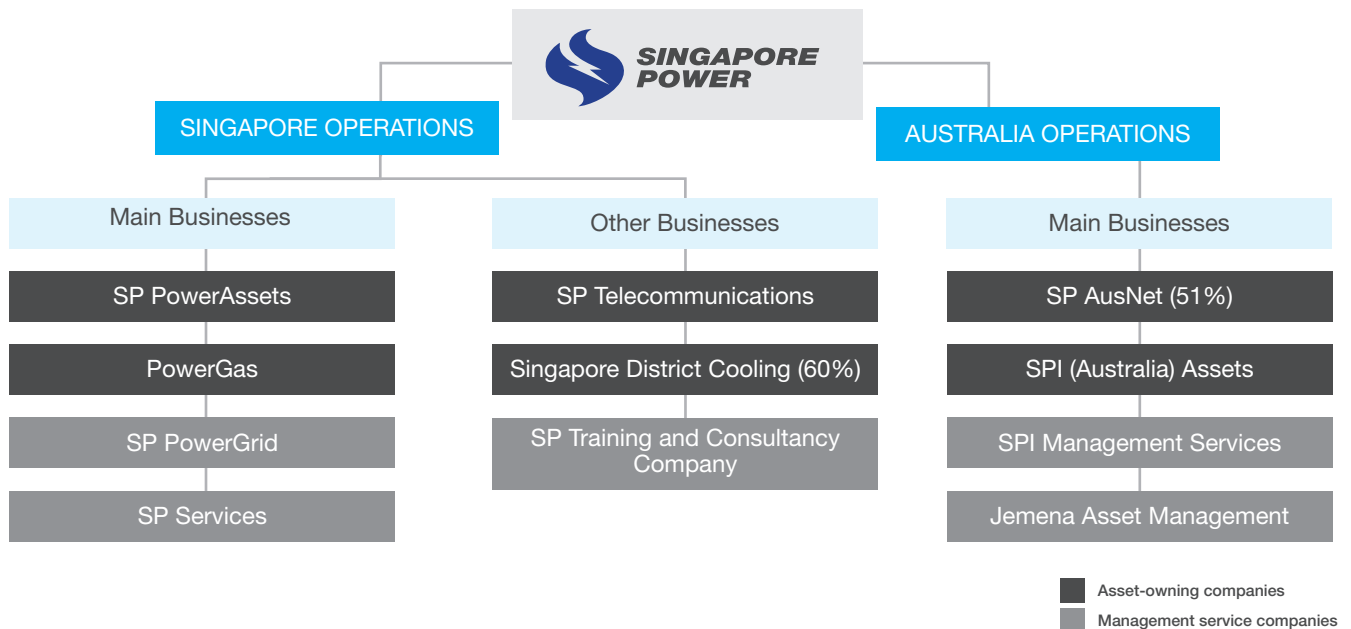 SINGAPORE
POWER
SINGAPORE OPERATIONS
AUSTRALIA OPERATIONS
Main Businesses
SP PowerAssets
PowerGas
SP PowerGrid
SP Services
Other Businesses
SP Telecommunications
Singapore District Cooling (60%)
SP Training and Consultancy
Company
Main Businesses
SP AusNet (51%)
SPI (Australia) Assets
SPI Management Services
Jemena Asset Management
Asset-owning companies
Management service companies